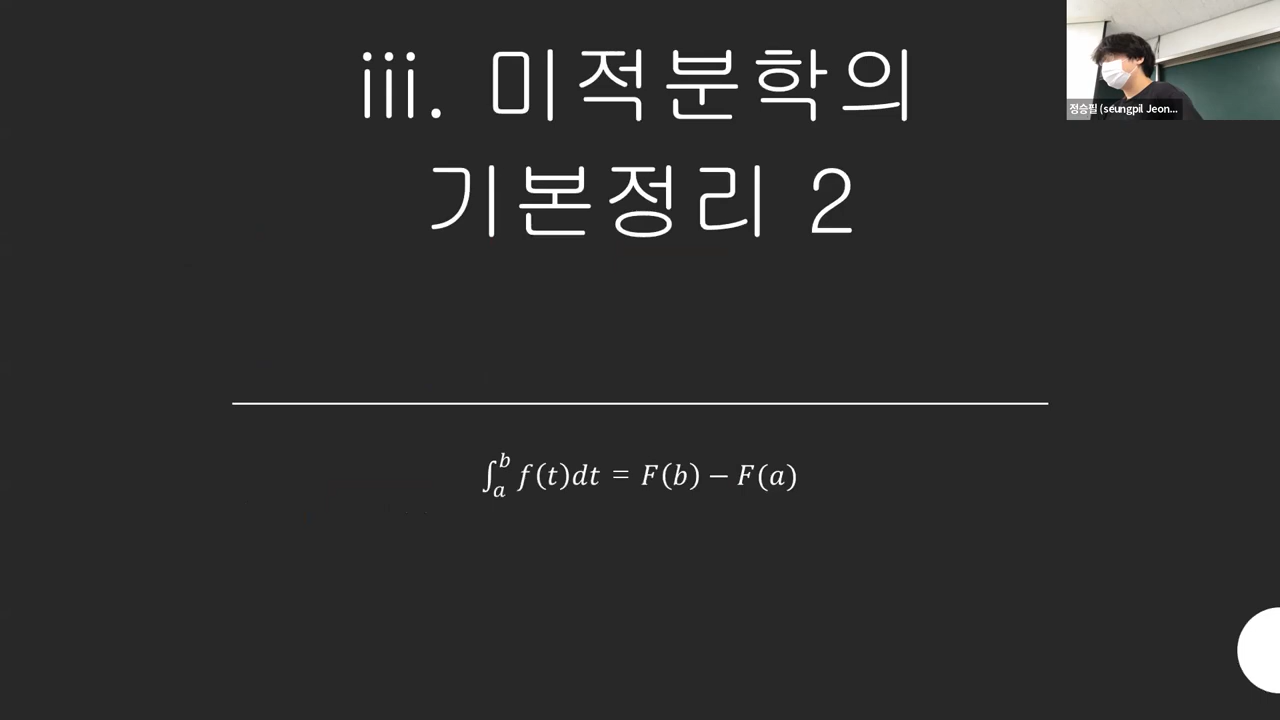 iii. 미적분학의
기본정리 2
정승필 (seungpil Jeon...
∫_a^b f(t)dt = F(b) − F(a)